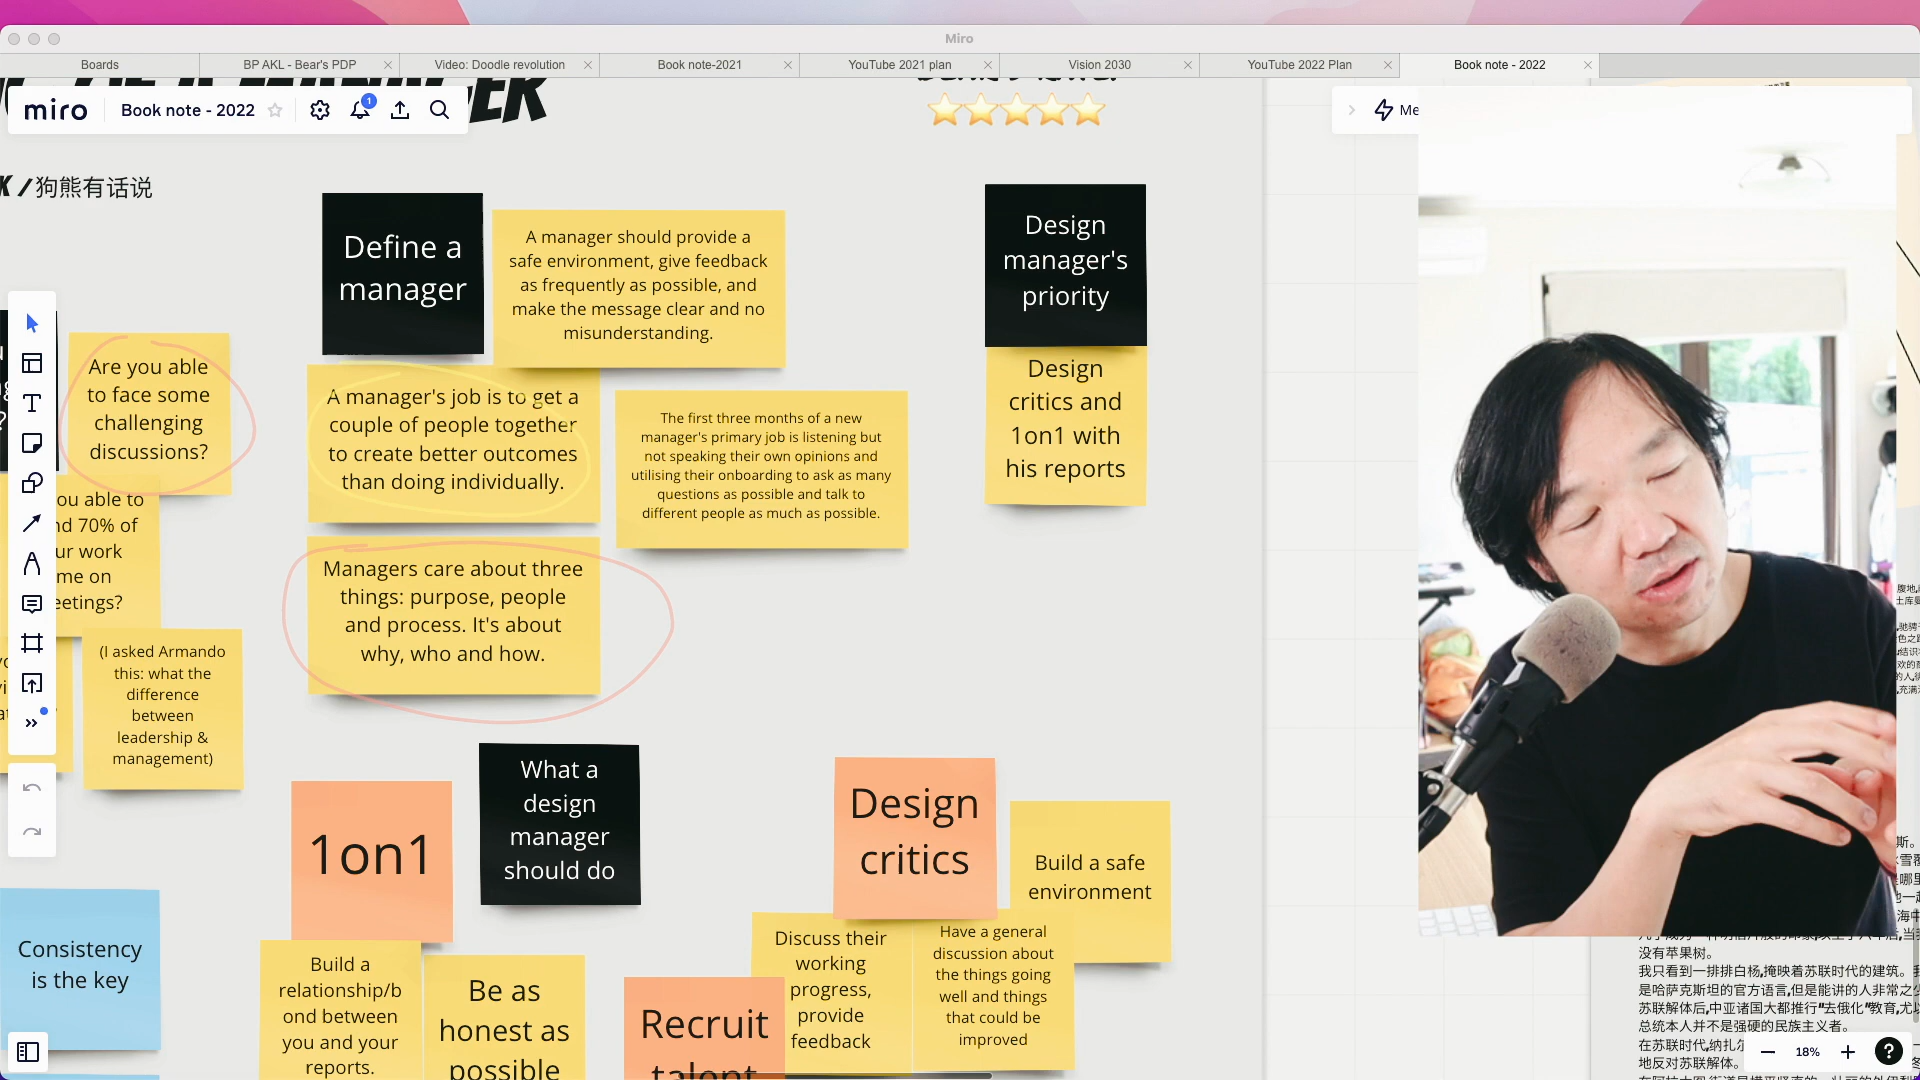 Miro
Boards
BP AKL - Bear's PDP
Video: Doodle revolution
Book note-2021
YouTube 2021 plan
Vision 2030
YouTube 2022 Plan
Book note - 2022
miro
Book note - 2022
1
Me
K / 狗熊有话说
Define a
manager
A manager should provide a
safe environment, give feedback
as frequently as possible, and
make the message clear and no
misunderstanding.
Design
manager's
priority
Are you able
to face some
challenging
discussions?
A manager's job is to get a
couple of people together
to create better outcomes
than doing individually.
The first three months of a new
manager's primary job is listening but
not speaking their own opinions and
utilising their onboarding to ask as many
questions as possible and talk to
different people as much as possible.
Design
critics and
1on1 with
his reports
ou able to
70% of
ur work
me on
eetings?
Managers care about three
things: purpose, people
and process. It's about
why, who and how.
(I asked Armando
this: what the
difference
between
leadership &
management)
1on1
What a
design
manager
should do
Design
critics
Build a safe
environment
Consistency
is the key
Build a
relationship/b
ond between
you and your
reports.
Be as
honest as
possible
Recruit
talent
Discuss their
working
progress,
provide
feedback
Have a general
discussion about
the things going
well and things
that could be
improved
没有苹果树。
我只看到一排排白杨,掩映着苏联时代的建筑。
是哈萨克斯坦的官方语言,但是能讲的人非常之
苏联解体后,中亚诸国大都推行"去俄化"教育,
总统本人并不是强硬的民族主义者。
在苏联时代,纳扎
地反对苏联解体。
18%
?